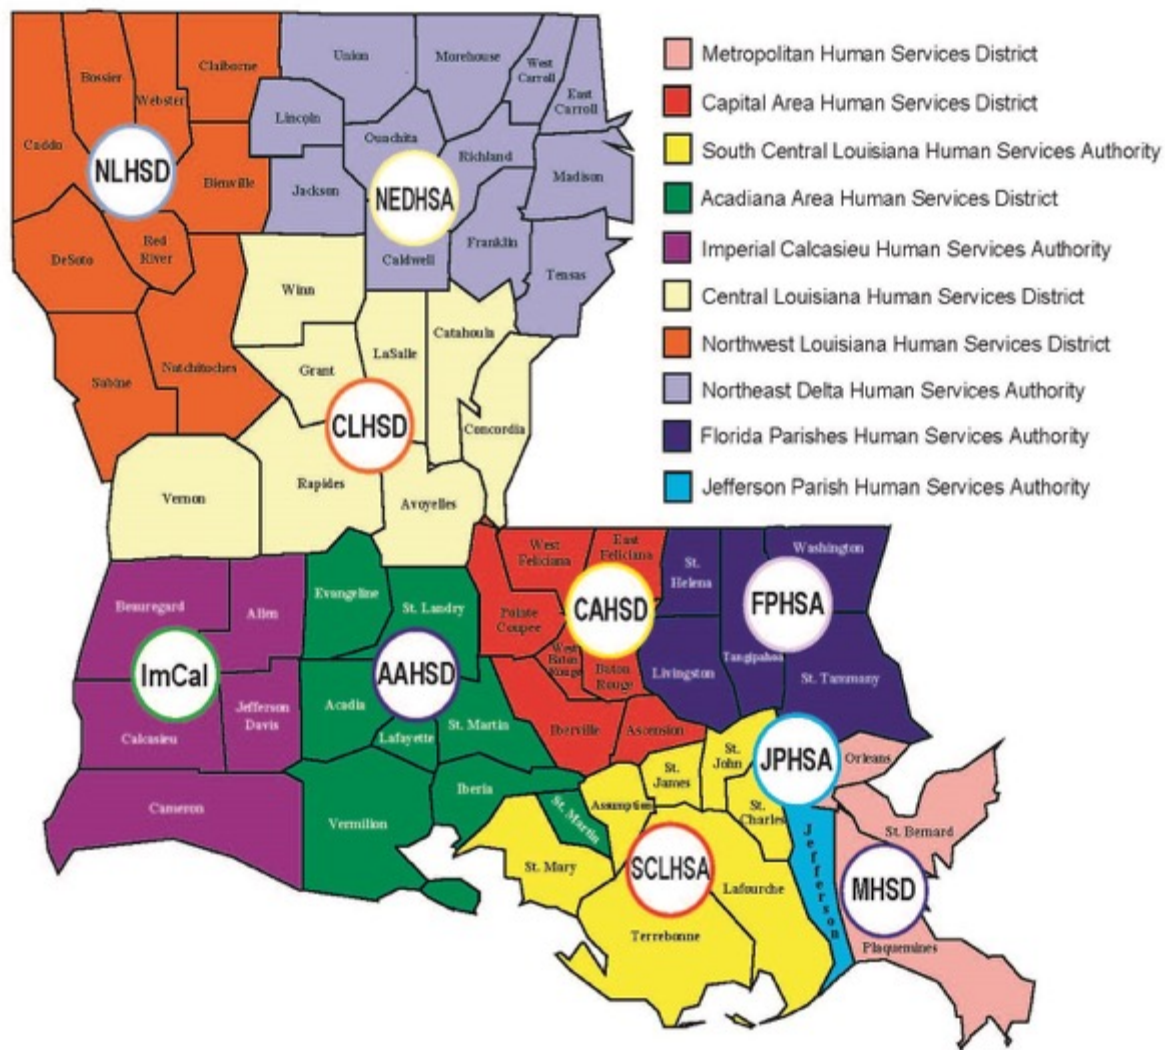 Metropolitan Human Services District
Capital Area Human Services District
South Central Louisiana Human Services Authority
Acadiana Area Human Services District
Imperial Calcasieu Human Services Authority
Central Louisiana Human Services District
Northwest Louisiana Human Services District
Northeast Delta Human Services Authority
Florida Parishes Human Services Authority
Jefferson Parish Human Services Authority
Caddo
Bossier
Webster
Claiborne
Bienville
NLHSD
DeSoto
Red
River
Sabine
Natchitoches
Union
Morehouse
West
Carroll
East
Carroll
Lincoln
Ouachita
Richland
Madison
Jackson
NEDHSA
Caldwell
Franklin
Tensas
Winn
Grant
LaSalle
Catahoula
CLHSD
Concordia
Vernon
Rapides
Avoyelles
Beauregard
Allen
ImCal
Calcasieu
Jefferson
Davis
Cameron
Evangeline
St. Landry
AAHSD
Acadia
Lafayette
St. Martin
Vermilion
Iberia
St. Martin
West
Feliciana
East
Feliciana
Pointe
Coupee
CAHSD
West
Baton
Rouge
Baton
Rouge
Iberville
Ascension
St.
Helena
Washington
FPHSA
Livingston
Tangipahoa
St. Tammany
St.
James
St.
John
Assumption
St.
Charles
St. Mary
SCLHSA
Lafourche
Terrebonne
JPHSA
Jefferson
Orleans
St. Bernard
MHSD
Plaquemines